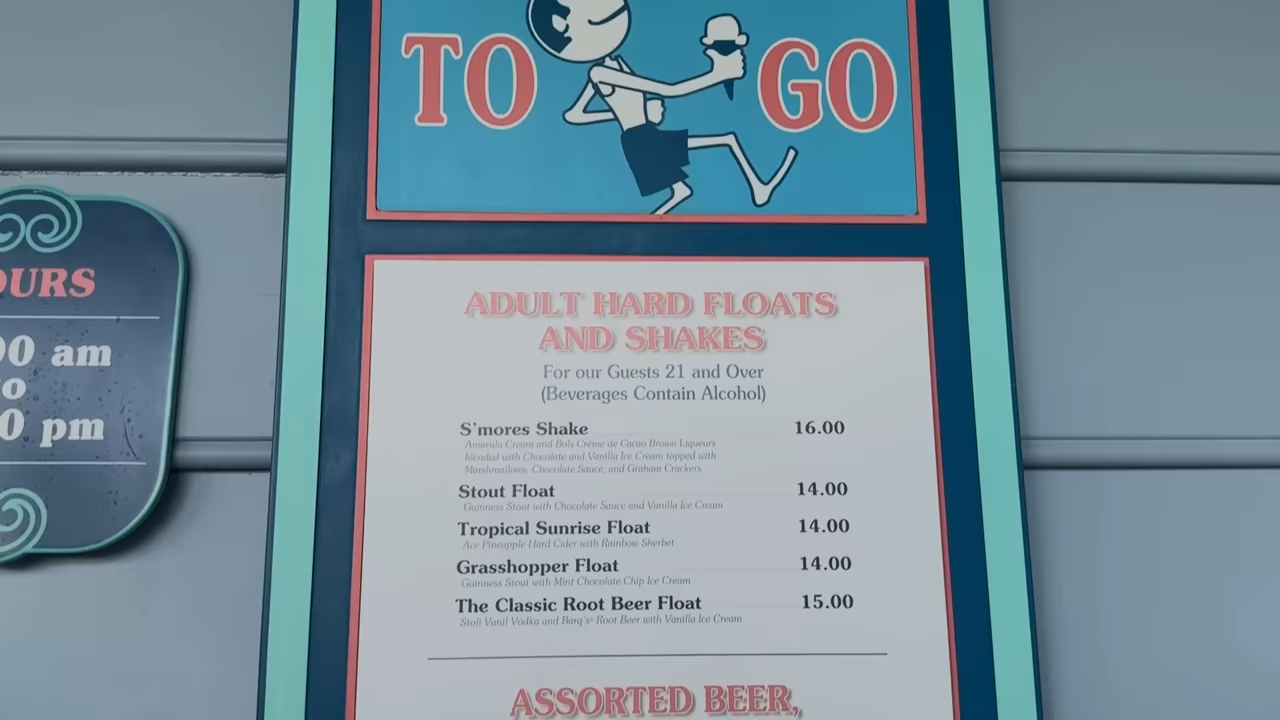 TO GO
OURS
00 am
to
0 pm
ADULT HARD FLOATS
AND SHAKES
For our Guests 21 and Over
(Beverages Contain Alcohol)
S'mores Shake 16.00
Amarula Cream and Bols Crème de Cacao Brown Liqueurs
blended with Chocolate and Vanilla Ice Cream topped with
Marshmallows, Chocolate Sauce, and Graham Crackers
Stout Float 14.00
Guinness Stout with Chocolate Sauce and Vanilla Ice Cream
Tropical Sunrise Float 14.00
Ace Pineapple Hard Cider with Rainbow Sherbet
Grasshopper Float 14.00
Guinness Stout with Mint Chocolate Chip Ice Cream
The Classic Root Beer Float 15.00
Stoli Vanil Vodka and Barq's® Root Beer with Vanilla Ice Cream
ASSORTED BEER,